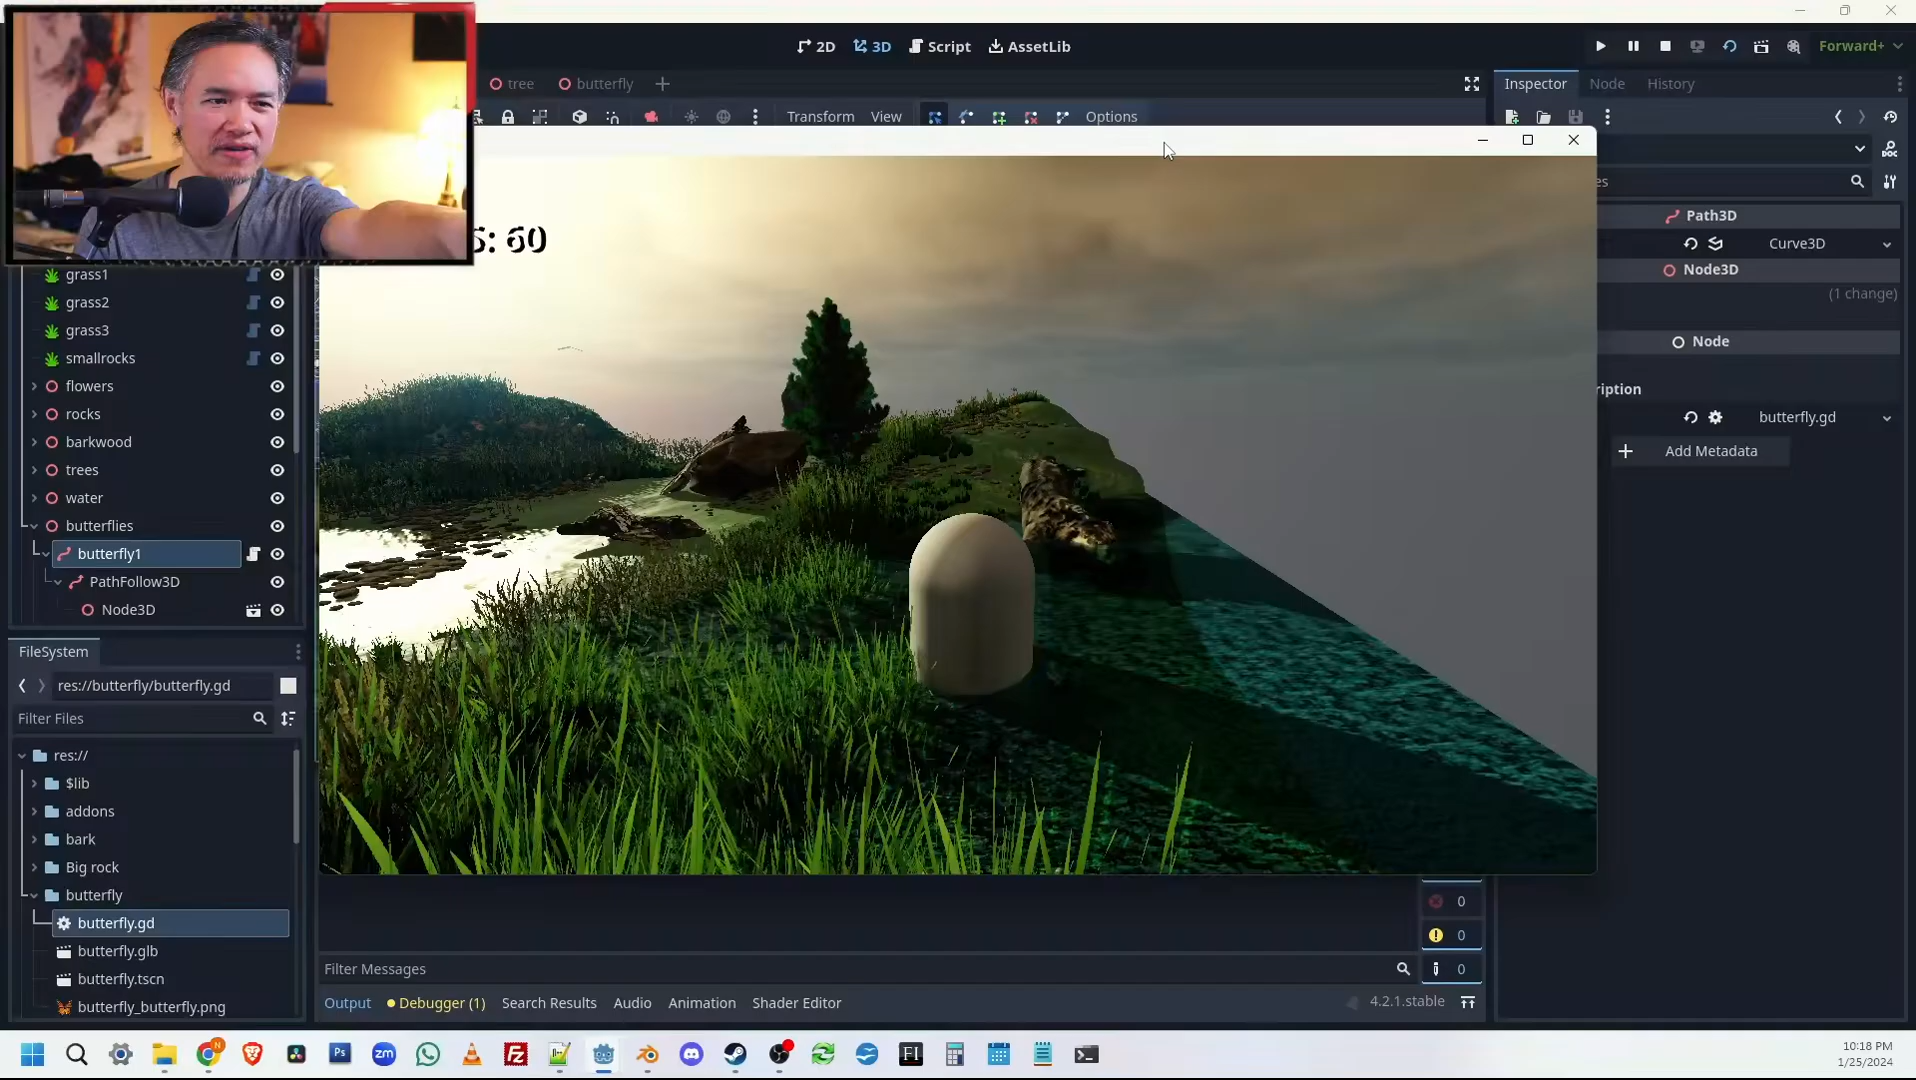 2D
3D
Script
AssetLib
Forward+
tree
butterfly
Inspector
Node
History
Transform
View
Options
S: 60
es
Path3D
Curve3D
Node3D
(1 change)
Node
ription
butterfly.gd
Add Metadata
grass1
grass2
grass3
smallrocks
flowers
rocks
barkwood
trees
water
butterflies
butterfly1
PathFollow3D
Node3D
FileSystem
res://butterfly/butterfly.gd
Filter Files
res://
$lib
addons
bark
Big rock
butterfly
butterfly.gd
butterfly.glb
butterfly.tscn
butterfly_butterfly.png
0
0
0
Filter Messages
Output
Debugger (1)
Search Results
Audio
Animation
Shader Editor
4.2.1.stable
10:18 PM
1/25/2024